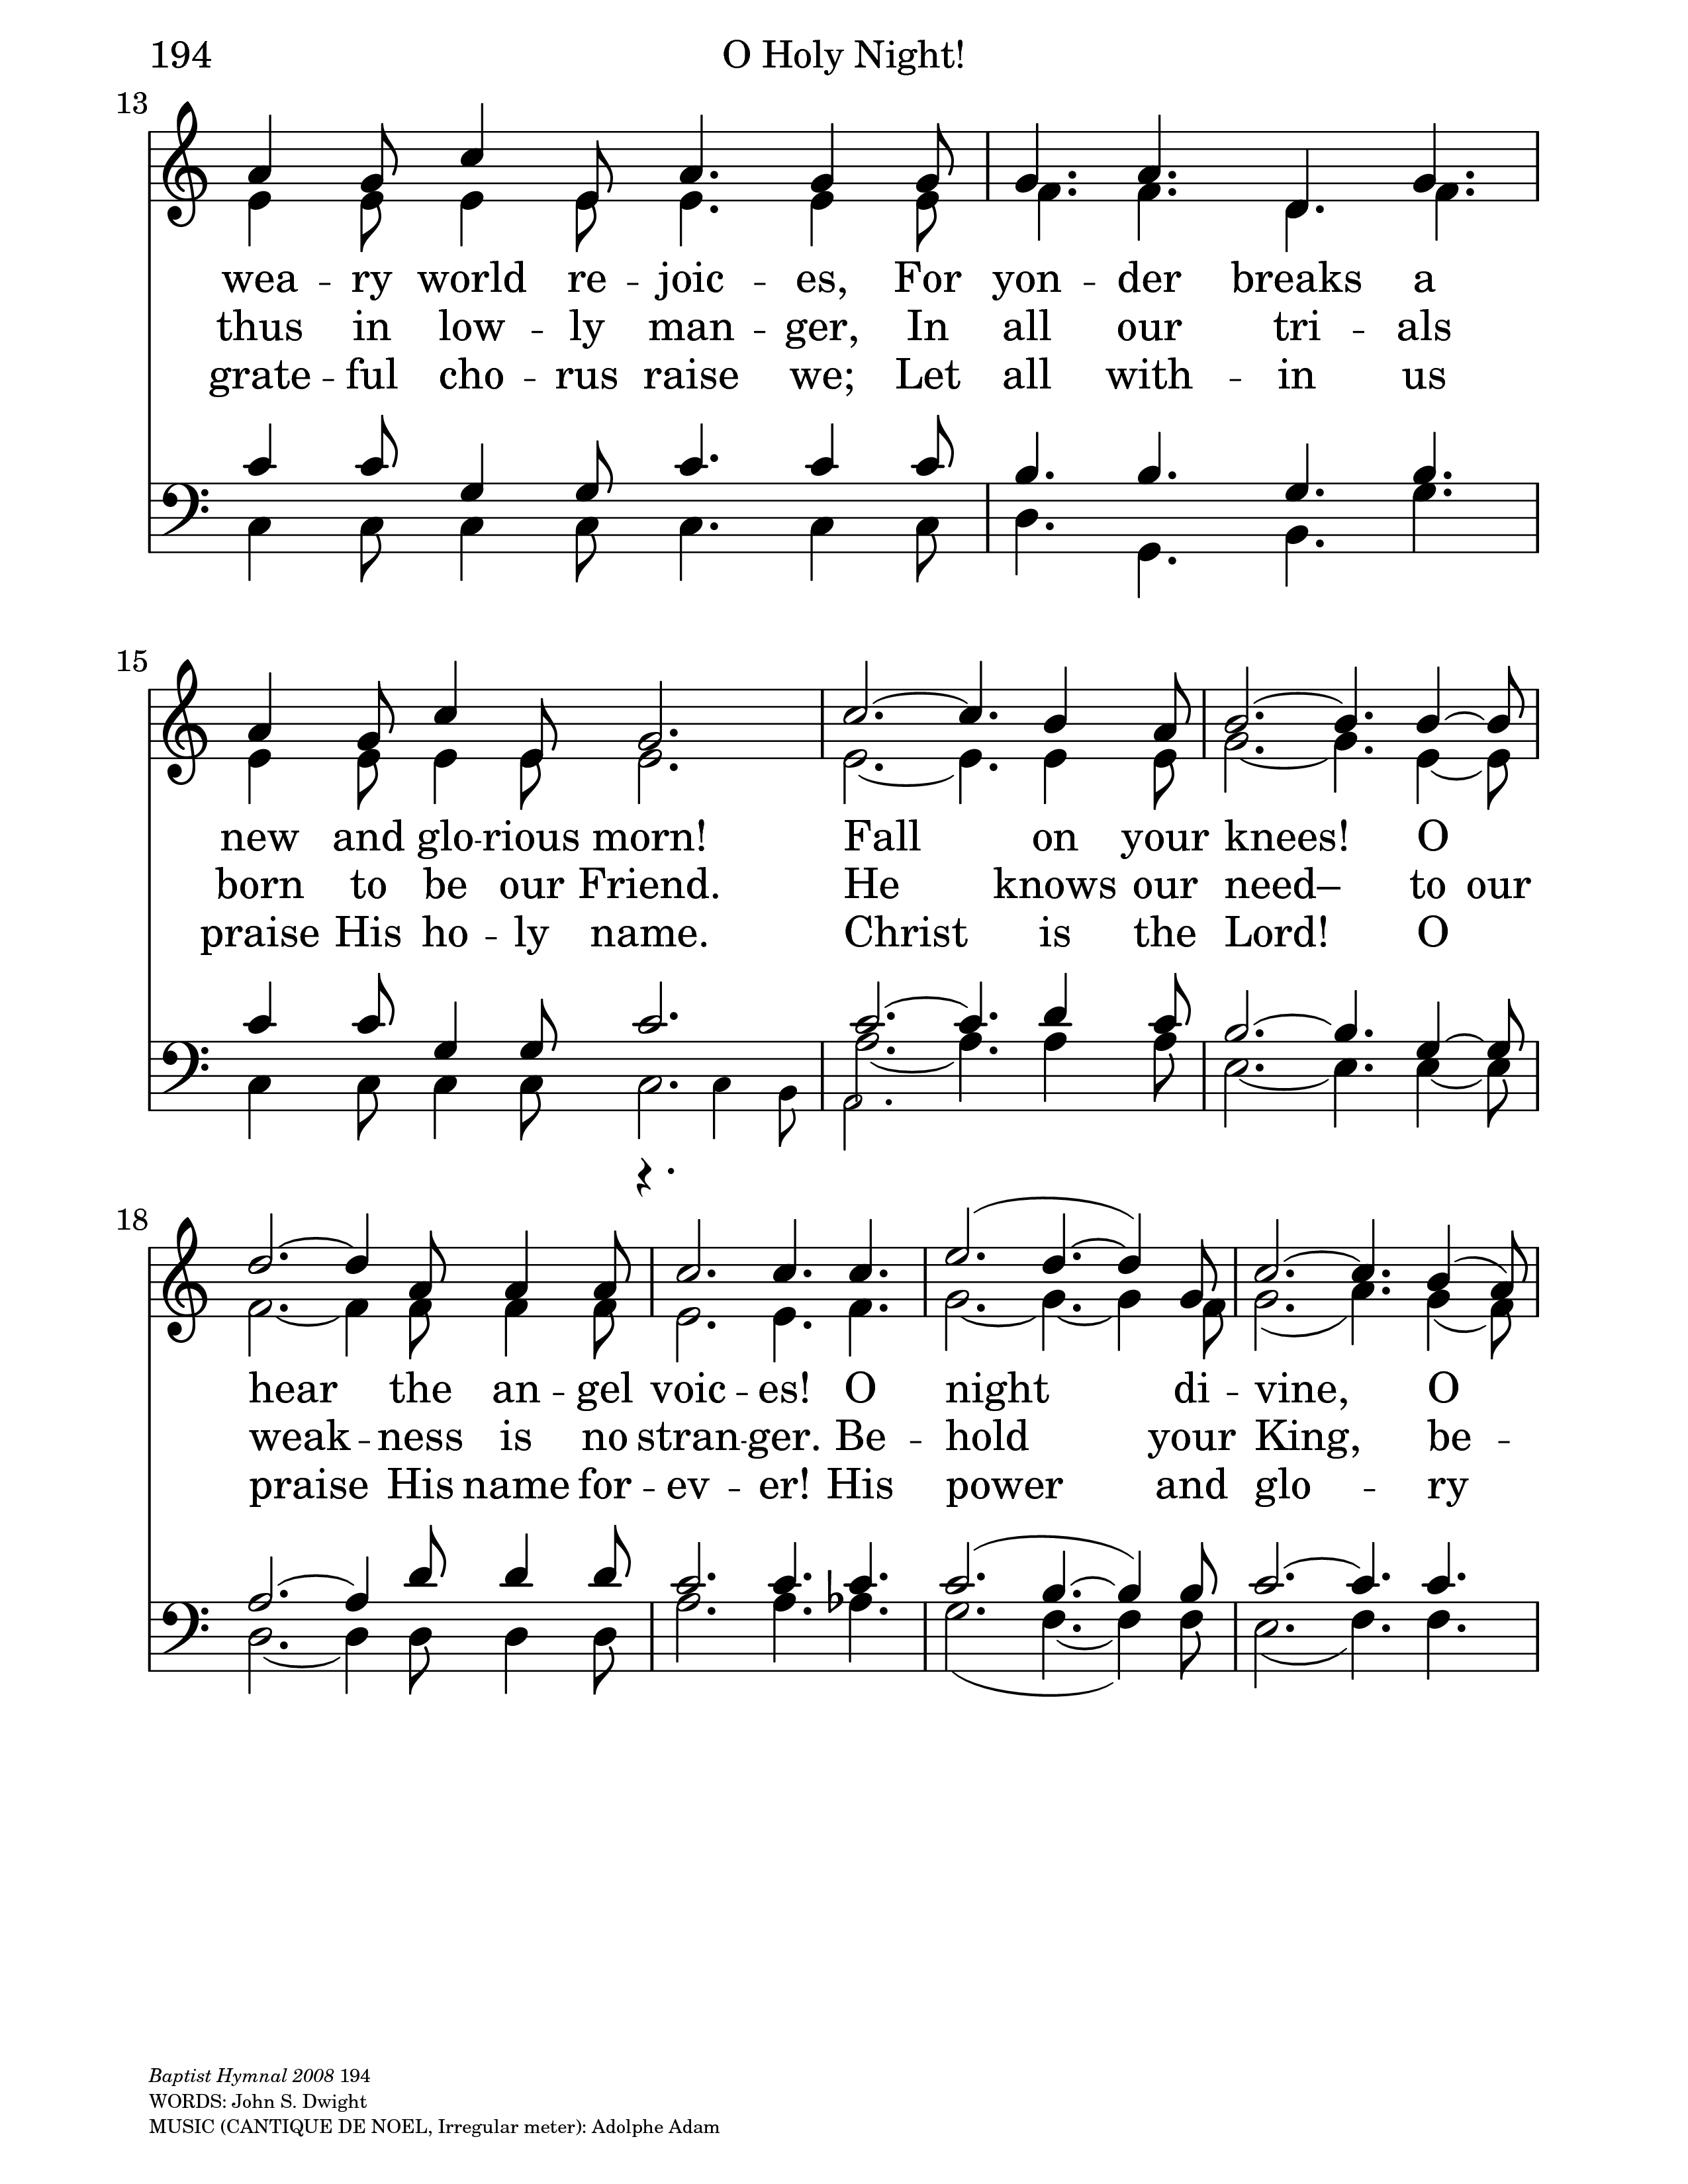 194 O Holy Night!
13
wea -- ry world re -- joic -- es, For yon -- der breaks a
thus in low -- ly man -- ger, In all our tri -- als
grate -- ful cho -- rus raise we; Let all with -- in us
15
new and glo -- rious morn! Fall on your knees! O
born to be our Friend. He knows our need– to our
praise His ho -- ly name. Christ is the Lord! O
18
hear the an -- gel voic -- es! O night di -- vine, O
weak -- ness is no stran -- ger. Be -- hold your King, be --
praise His name for -- ev -- er! His power and glo -- ry
Baptist Hymnal 2008 194
WORDS: John S. Dwight
MUSIC (CANTIQUE DE NOEL, Irregular meter): Adolphe Adam